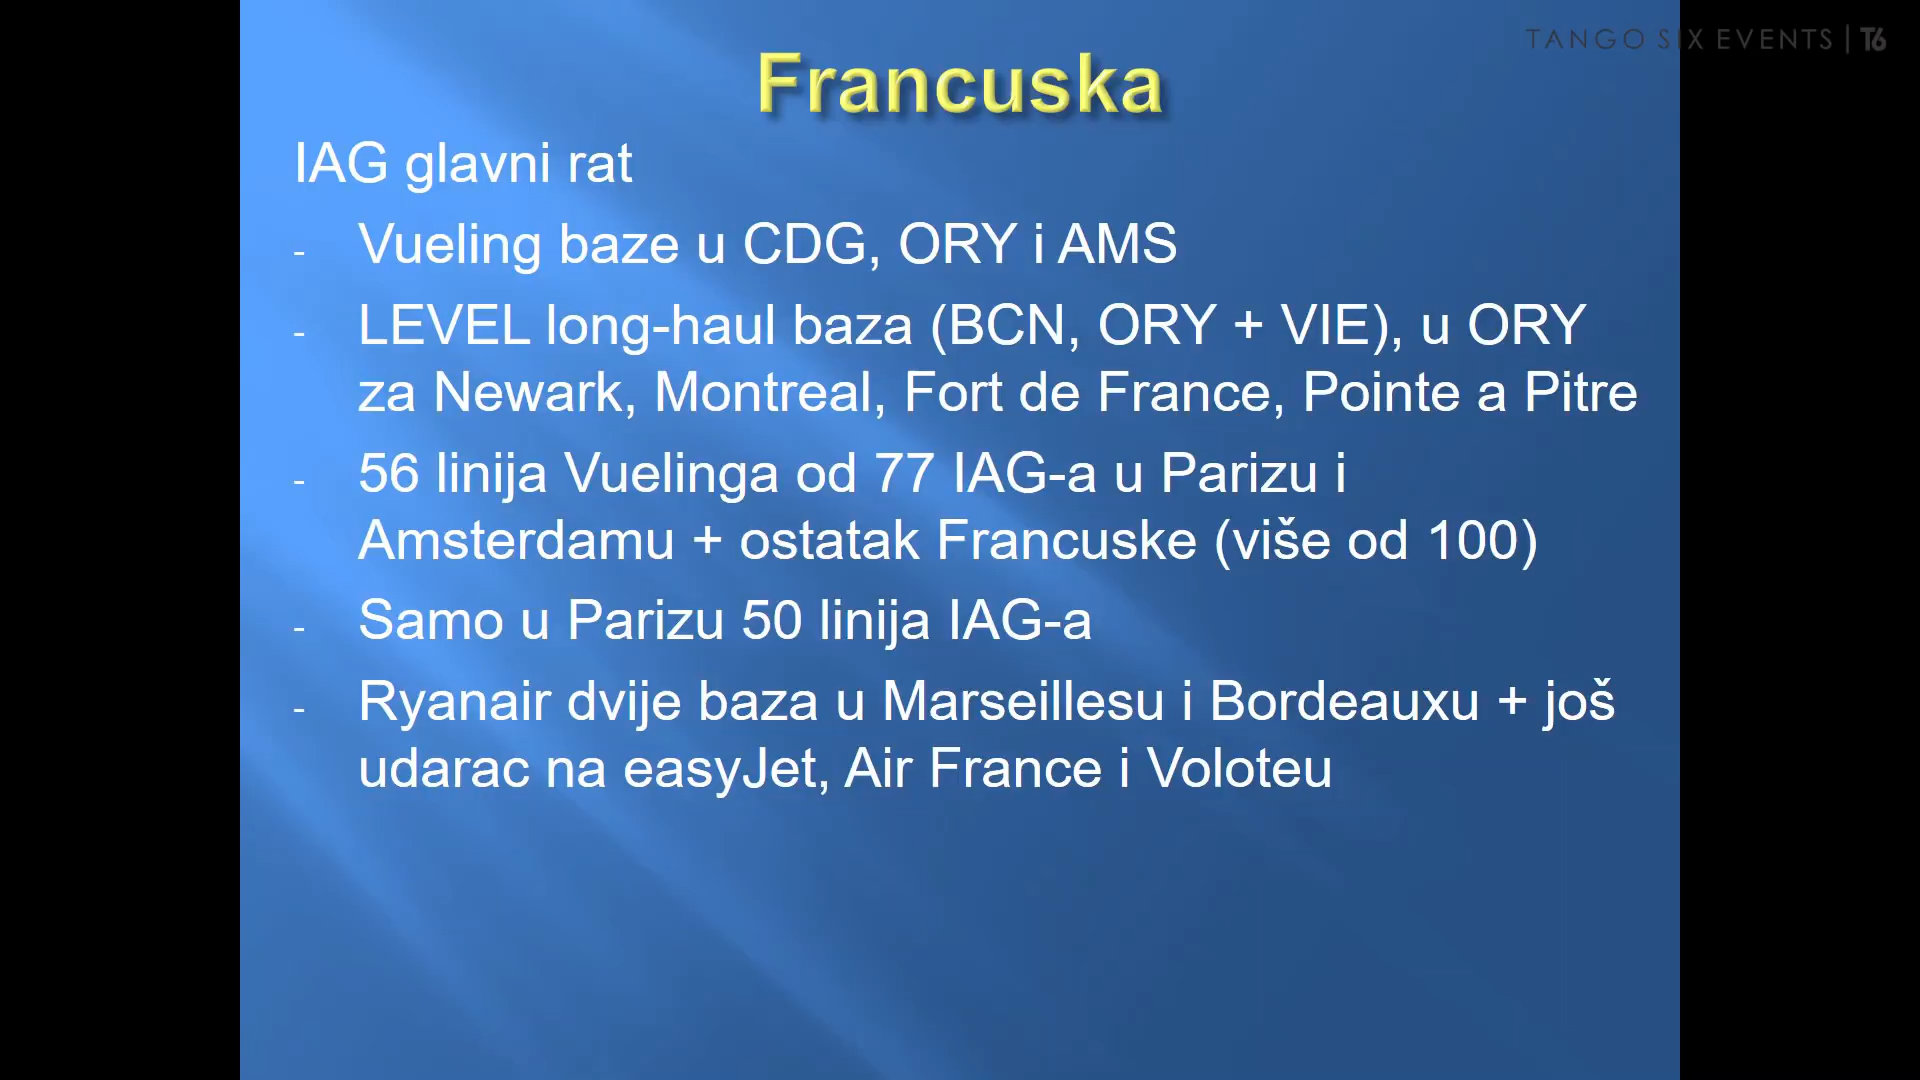 TANGO SIX EVENTS | T6
Francuska
IAG glavni rat
- Vueling baze u CDG, ORY i AMS
- LEVEL long-haul baza (BCN, ORY + VIE), u ORY
za Newark, Montreal, Fort de France, Pointe a Pitre
- 56 linija Vuelinga od 77 IAG-a u Parizu i
Amsterdamu + ostatak Francuske (više od 100)
- Samo u Parizu 50 linija IAG-a
- Ryanair dvije baza u Marseillesu i Bordeauxu + još
udarac na easyJet, Air France i Voloteu